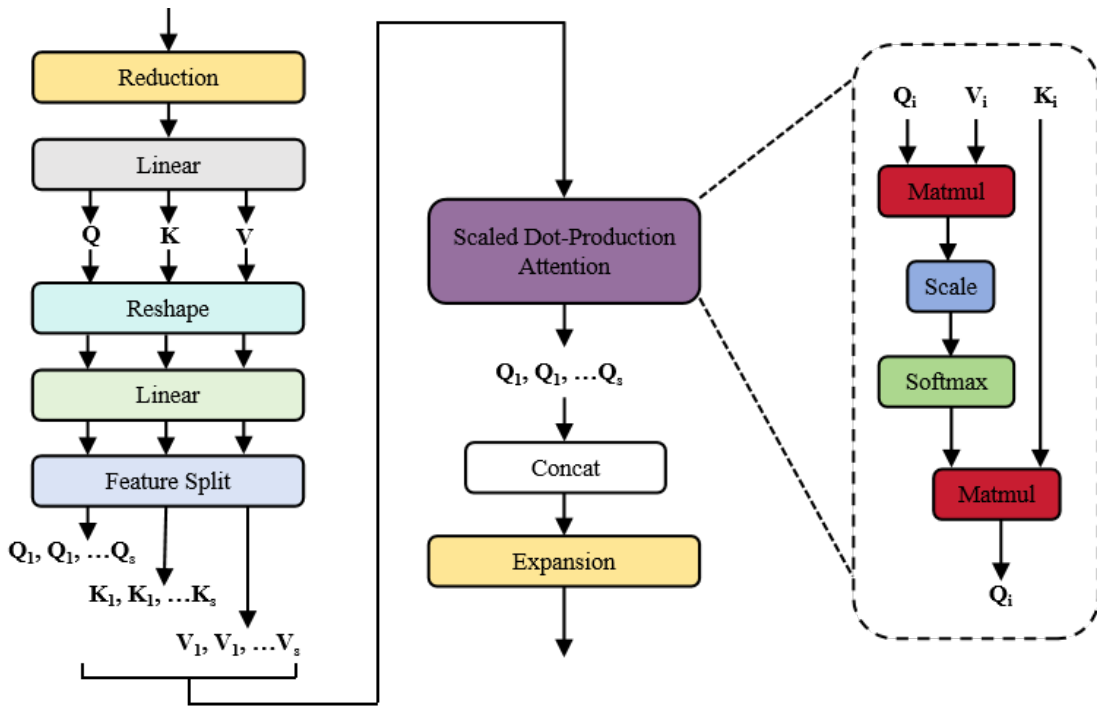 Reduction
Linear
Q K V
Reshape
Linear
Feature Split
Q₁, Q₁, …Qₛ
K₁, K₁, …Kₛ
V₁, V₁, …Vₛ
Scaled Dot-Production
Attention
Q₁, Q₁, …Qₛ
Concat
Expansion
Qᵢ Vᵢ Kᵢ
Matmul
Scale
Softmax
Matmul
Qᵢ